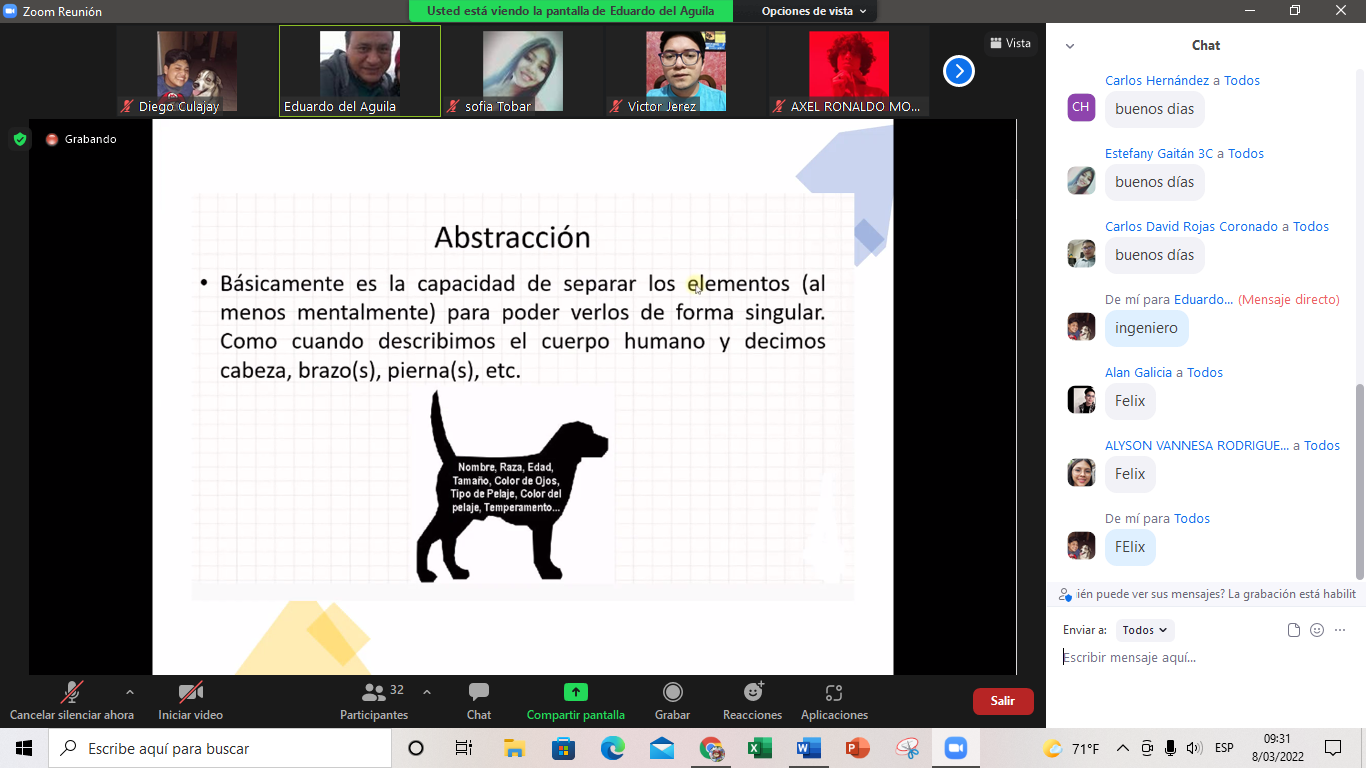 Zoom Reunión
Usted está viendo la pantalla de Eduardo del Aguila
Opciones de vista
Diego Culajay
Eduardo del Aguila
sofia Tobar
Victor Jerez
AXEL RONALDO MO...
Vista
Grabando
Abstracción
• Básicamente es la capacidad de separar los elementos (al
menos mentalmente) para poder verlos de forma singular.
Como cuando describimos el cuerpo humano y decimos
cabeza, brazo(s), pierna(s), etc.
Nombre, Raza, Edad,
Tamaño, Color de Ojos,
Tipo de Pelaje, Color del
pelaje, Temperamento...
Chat
Carlos Hernández a Todos
CH
buenos dias
Estefany Gaitán 3C a Todos
buenos días
Carlos David Rojas Coronado a Todos
buenos días
De mí para Eduardo... (Mensaje directo)
ingeniero
Alan Galicia a Todos
Felix
ALYSON VANNESA RODRIGUE... a Todos
Felix
De mí para Todos
FElix
ién puede ver sus mensajes? La grabación está habilit
Enviar a: Todos
Escribir mensaje aquí...
Cancelar silenciar ahora
Iniciar video
32
Participantes
Chat
Compartir pantalla
Grabar
Reacciones
Aplicaciones
Salir
Escribe aquí para buscar
71°F
ESP
09:31
8/03/2022